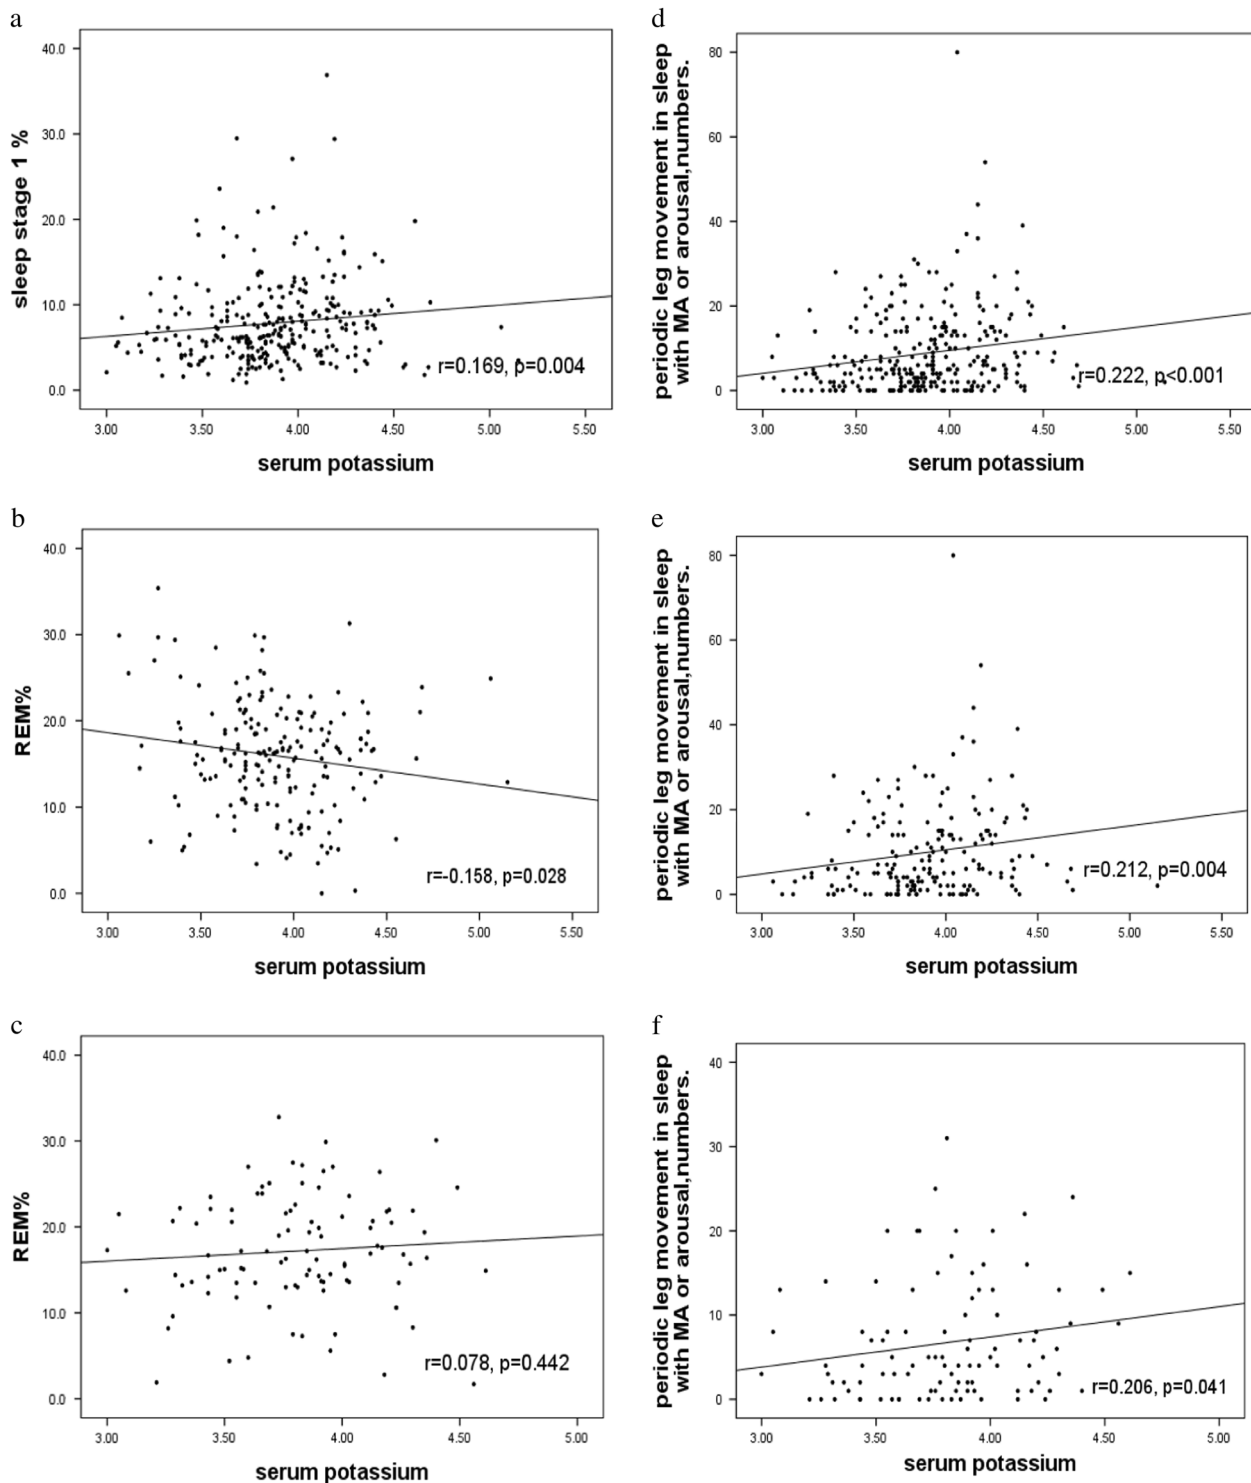 a
sleep stage 1 %
40.0
30.0
20.0
10.0
0.0
r=0.169, p=0.004
3.00 3.50 4.00 4.50 5.00 5.50
serum potassium
d
periodic leg movement in sleep
with MA or arousal,numbers.
80
60
40
20
0
r=0.222, p<0.001
3.00 3.50 4.00 4.50 5.00 5.50
serum potassium
b
REM%
40.0
30.0
20.0
10.0
0.0
r=-0.158, p=0.028
3.00 3.50 4.00 4.50 5.00 5.50
serum potassium
e
periodic leg movement in sleep
with MA or arousal,numbers.
80
60
40
20
0
r=0.212, p=0.004
3.00 3.50 4.00 4.50 5.00 5.50
serum potassium
c
REM%
40.0
30.0
20.0
10.0
0.0
r=0.078, p=0.442
3.00 3.50 4.00 4.50 5.00
serum potassium
f
periodic leg movement in sleep
with MA or arousal,numbers.
40
30
20
10
0
r=0.206, p=0.041
3.00 3.50 4.00 4.50 5.00
serum potassium